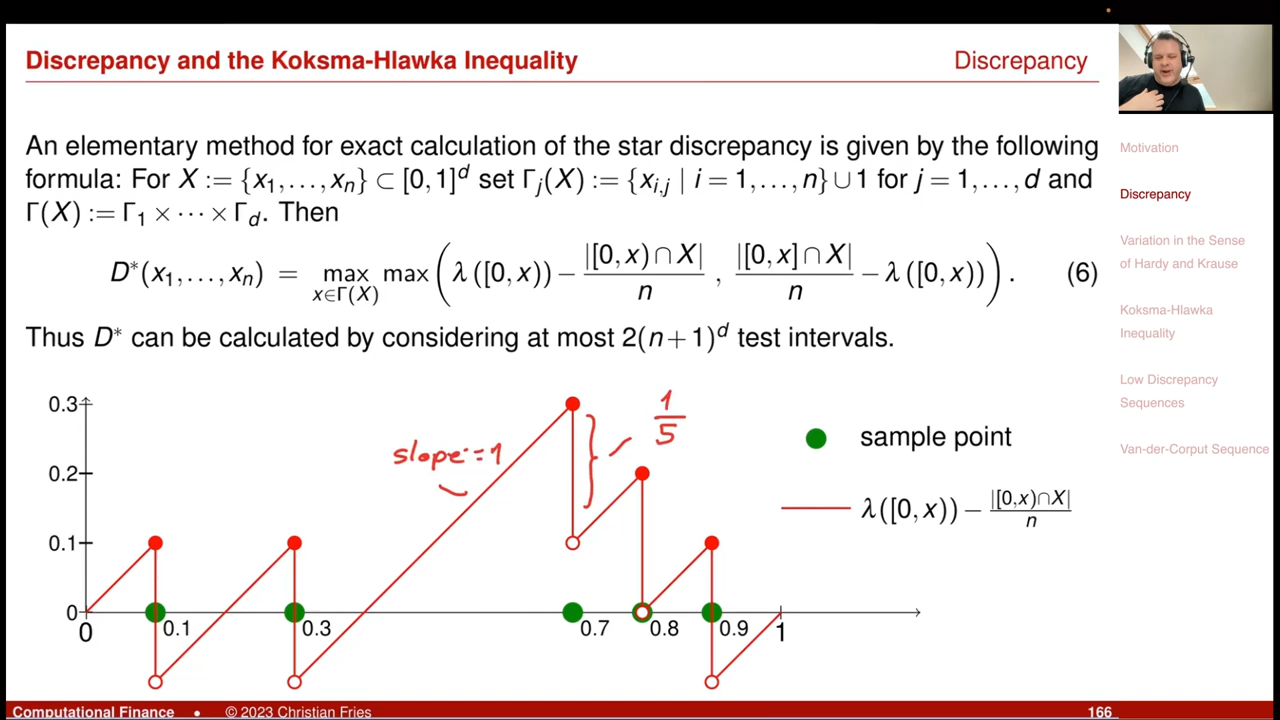 Discrepancy and the Koksma-Hlawka Inequality
Discrepancy
An elementary method for exact calculation of the star discrepancy is given by the following
formula: For X := {x₁,...,xₙ} ⊂ [0,1]ᵈ set Γⱼ(X) := {xᵢ,ⱼ | i = 1,...,n} ∪ 1 for j = 1,...,d and
Γ(X) := Γ₁ × ··· × Γ_d. Then
D*(x₁,...,xₙ) = max_{x∈Γ(X)} max ( λ([0,x)) − |[0,x)∩X| / n , |[0,x]∩X| / n − λ([0,x)) ) . (6)
Thus D* can be calculated by considering at most 2(n+1)ᵈ test intervals.
0.3
0.2
0.1
0
0
0.1
0.3
0.7
0.8
0.9
1
slope = 1
1/5
sample point
λ([0,x)) − |[0,x)∩X| / n
Motivation
Discrepancy
Variation in the Sense
of Hardy and Krause
Koksma-Hlawka
Inequality
Low Discrepancy
Sequences
Van-der-Corput Sequence
Computational Finance • © 2023 Christian Fries
166